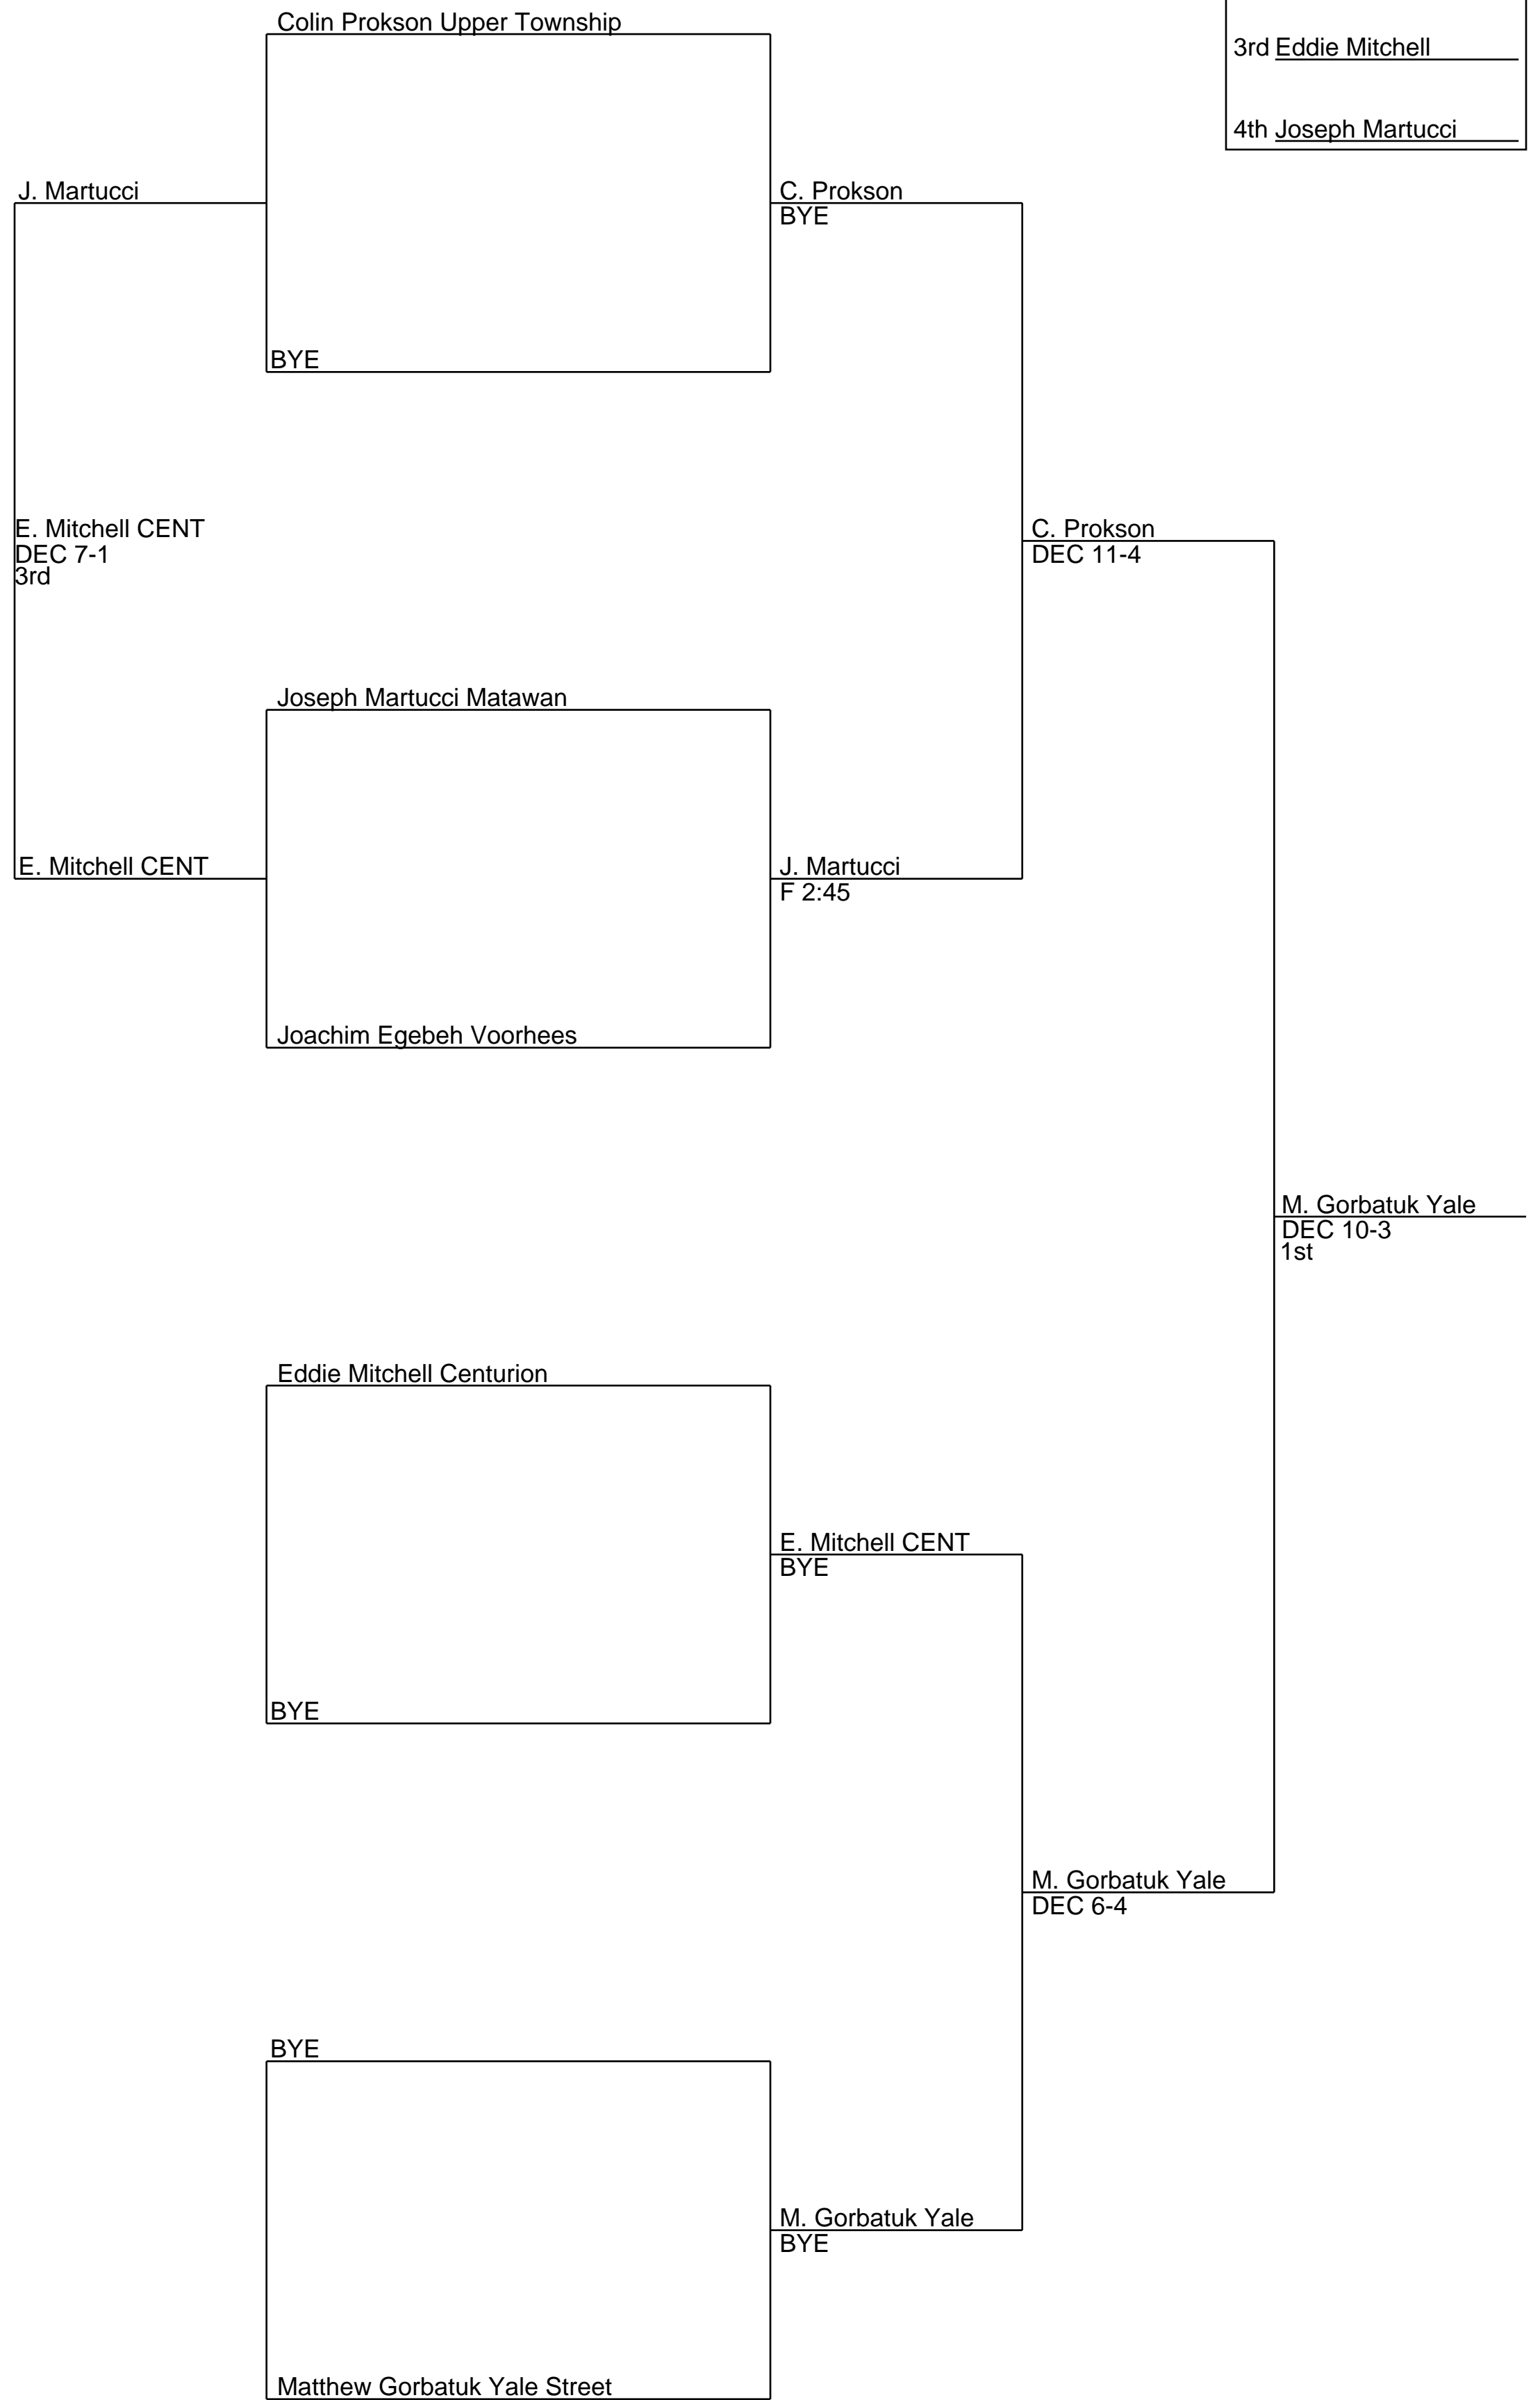 Colin Prokson Upper Township
3rd Eddie Mitchell
4th Joseph Martucci
J. Martucci
C. Prokson
BYE
BYE
E. Mitchell CENT
DEC 7-1
3rd
C. Prokson
DEC 11-4
Joseph Martucci Matawan
E. Mitchell CENT
J. Martucci
F 2:45
Joachim Egebeh Voorhees
M. Gorbatuk Yale
DEC 10-3
1st
Eddie Mitchell Centurion
E. Mitchell CENT
BYE
BYE
M. Gorbatuk Yale
DEC 6-4
BYE
M. Gorbatuk Yale
BYE
Matthew Gorbatuk Yale Street